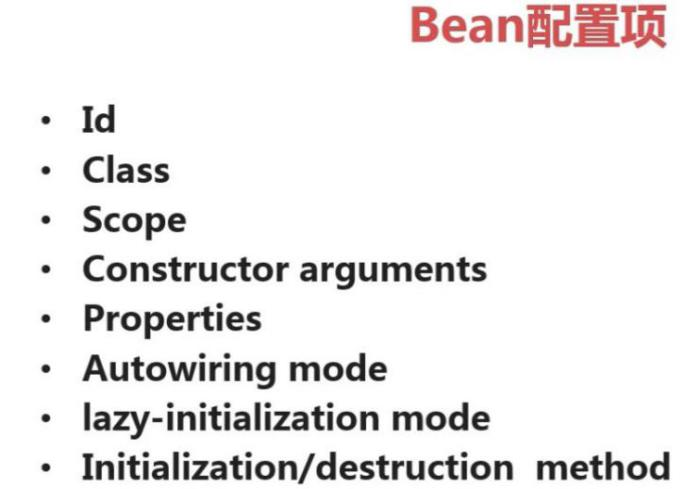 Bean配置项
• Id
• Class
• Scope
• Constructor arguments
• Properties
• Autowiring mode
• lazy-initialization mode
• Initialization/destruction method